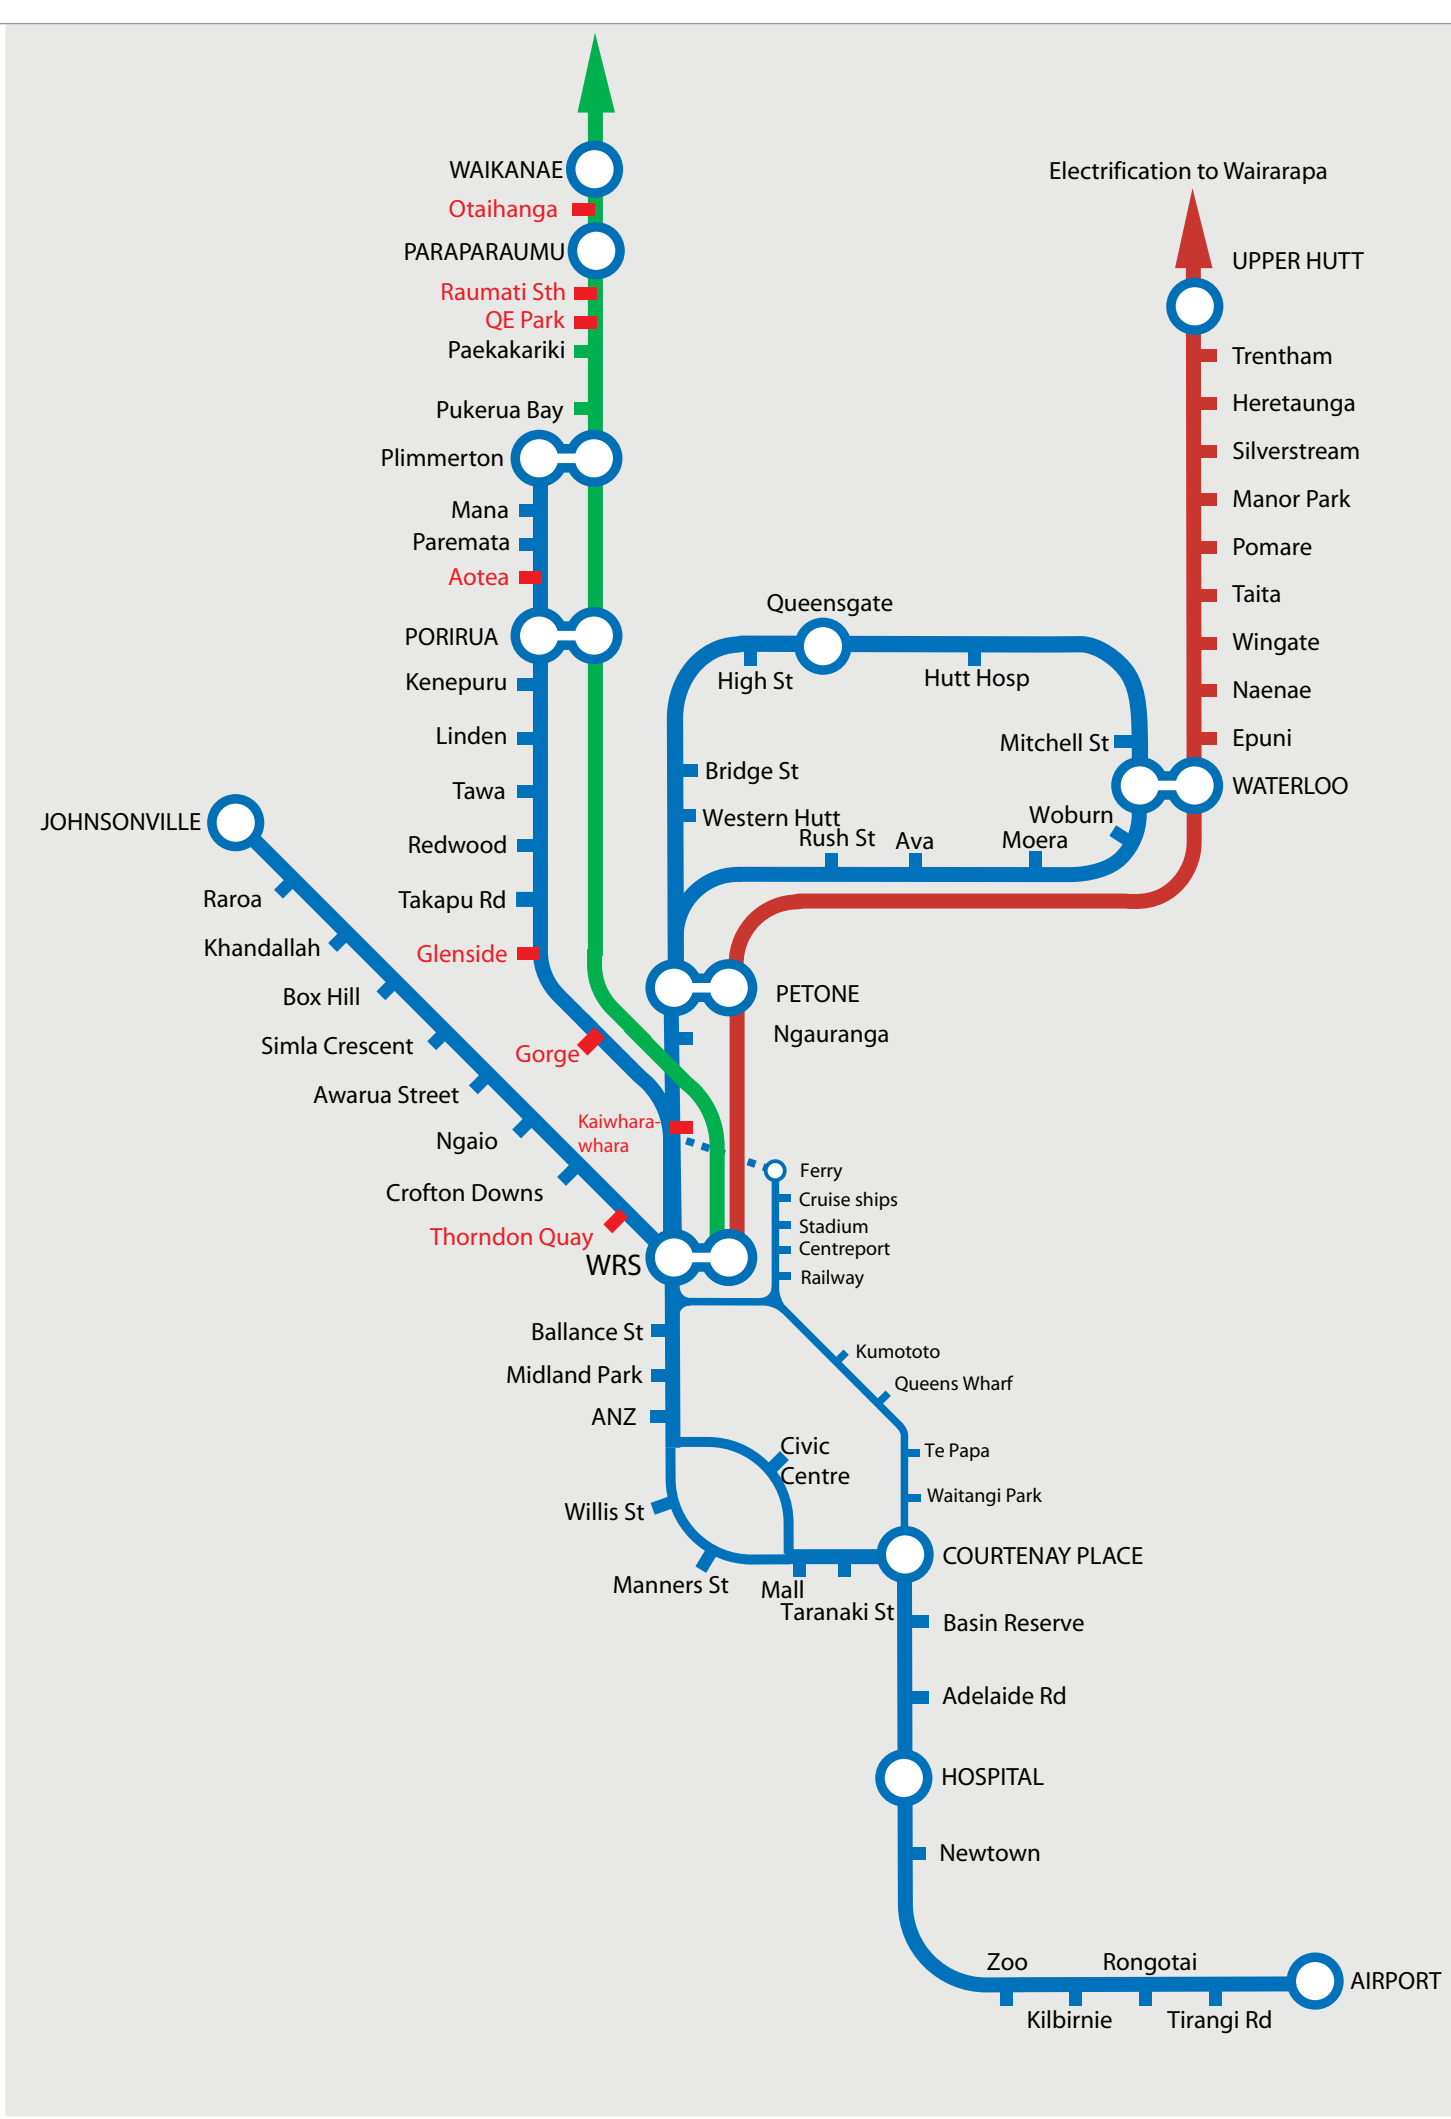 WAIKANAE
Otaihanga
PARAPARAUMU
Raumati Sth
QE Park
Paekakariki
Pukerua Bay
Plimmerton
Mana
Paremata
Aotea
PORIRUA
Kenepuru
Linden
Tawa
Redwood
Takapu Rd
Glenside
Gorge
Electrification to Wairarapa
UPPER HUTT
Trentham
Heretaunga
Silverstream
Manor Park
Pomare
Taita
Wingate
Naenae
Epuni
WATERLOO
Queensgate
High St
Hutt Hosp
Mitchell St
Bridge St
Western Hutt
Woburn
Rush St
Ava
Moera
PETONE
Ngauranga
Kaiwhara-
whara
JOHNSONVILLE
Raroa
Khandallah
Box Hill
Simla Crescent
Awarua Street
Ngaio
Crofton Downs
Thorndon Quay
WRS
Ferry
Cruise ships
Stadium
Centreport
Railway
Kumototo
Queens Wharf
Te Papa
Waitangi Park
Ballance St
Midland Park
ANZ
Civic
Centre
Willis St
Manners St
Mall
Taranaki St
COURTENAY PLACE
Basin Reserve
Adelaide Rd
HOSPITAL
Newtown
Zoo
Kilbirnie
Rongotai
Tirangi Rd
AIRPORT